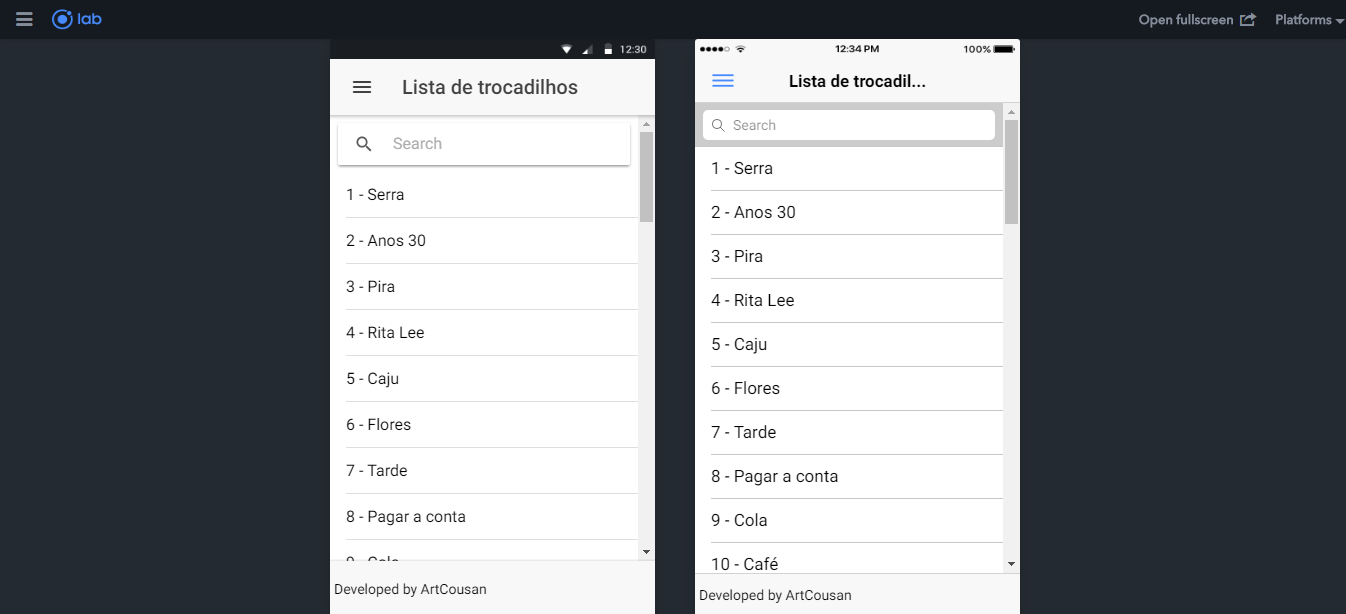 lab
Open fullscreen
Platforms
12:30
Lista de trocadilhos
Search
1 - Serra
2 - Anos 30
3 - Pira
4 - Rita Lee
5 - Caju
6 - Flores
7 - Tarde
8 - Pagar a conta
9 - Cola
Developed by ArtCousan
12:34 PM
100%
Lista de trocadil...
Search
1 - Serra
2 - Anos 30
3 - Pira
4 - Rita Lee
5 - Caju
6 - Flores
7 - Tarde
8 - Pagar a conta
9 - Cola
10 - Café
Developed by ArtCousan